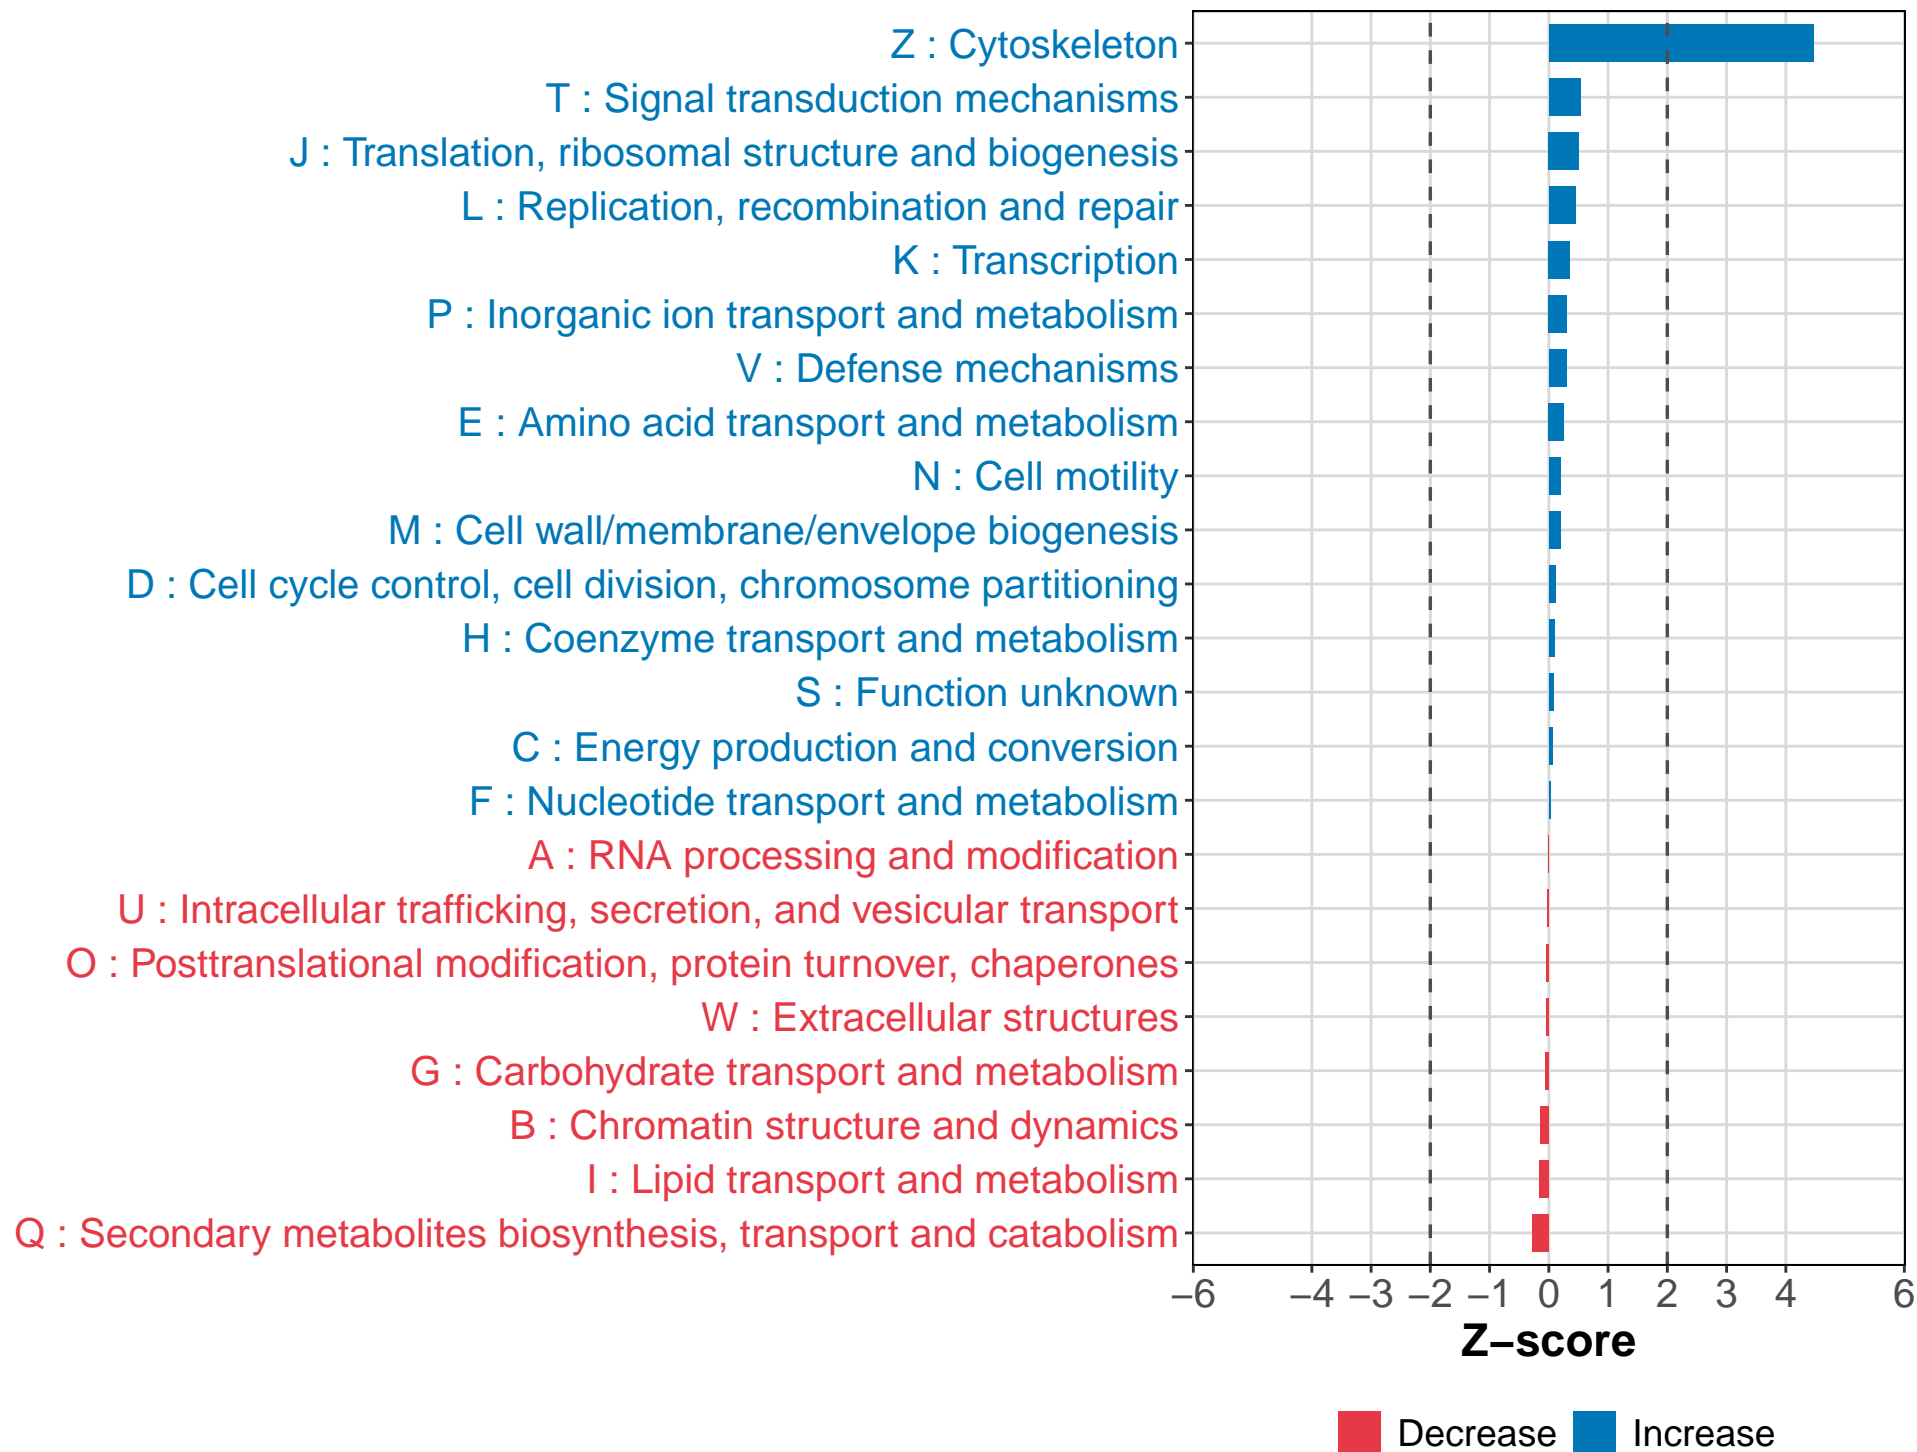 Z : Cytoskeleton
T : Signal transduction mechanisms
J : Translation, ribosomal structure and biogenesis
L : Replication, recombination and repair
K : Transcription
P : Inorganic ion transport and metabolism
V : Defense mechanisms
E : Amino acid transport and metabolism
N : Cell motility
M : Cell wall/membrane/envelope biogenesis
D : Cell cycle control, cell division, chromosome partitioning
H : Coenzyme transport and metabolism
S : Function unknown
C : Energy production and conversion
F : Nucleotide transport and metabolism
A : RNA processing and modification
U : Intracellular trafficking, secretion, and vesicular transport
O : Posttranslational modification, protein turnover, chaperones
W : Extracellular structures
G : Carbohydrate transport and metabolism
B : Chromatin structure and dynamics
I : Lipid transport and metabolism
Q : Secondary metabolites biosynthesis, transport and catabolism
−6 −4 −3 −2 −1 0 1 2 3 4 6
Z−score
Decrease Increase